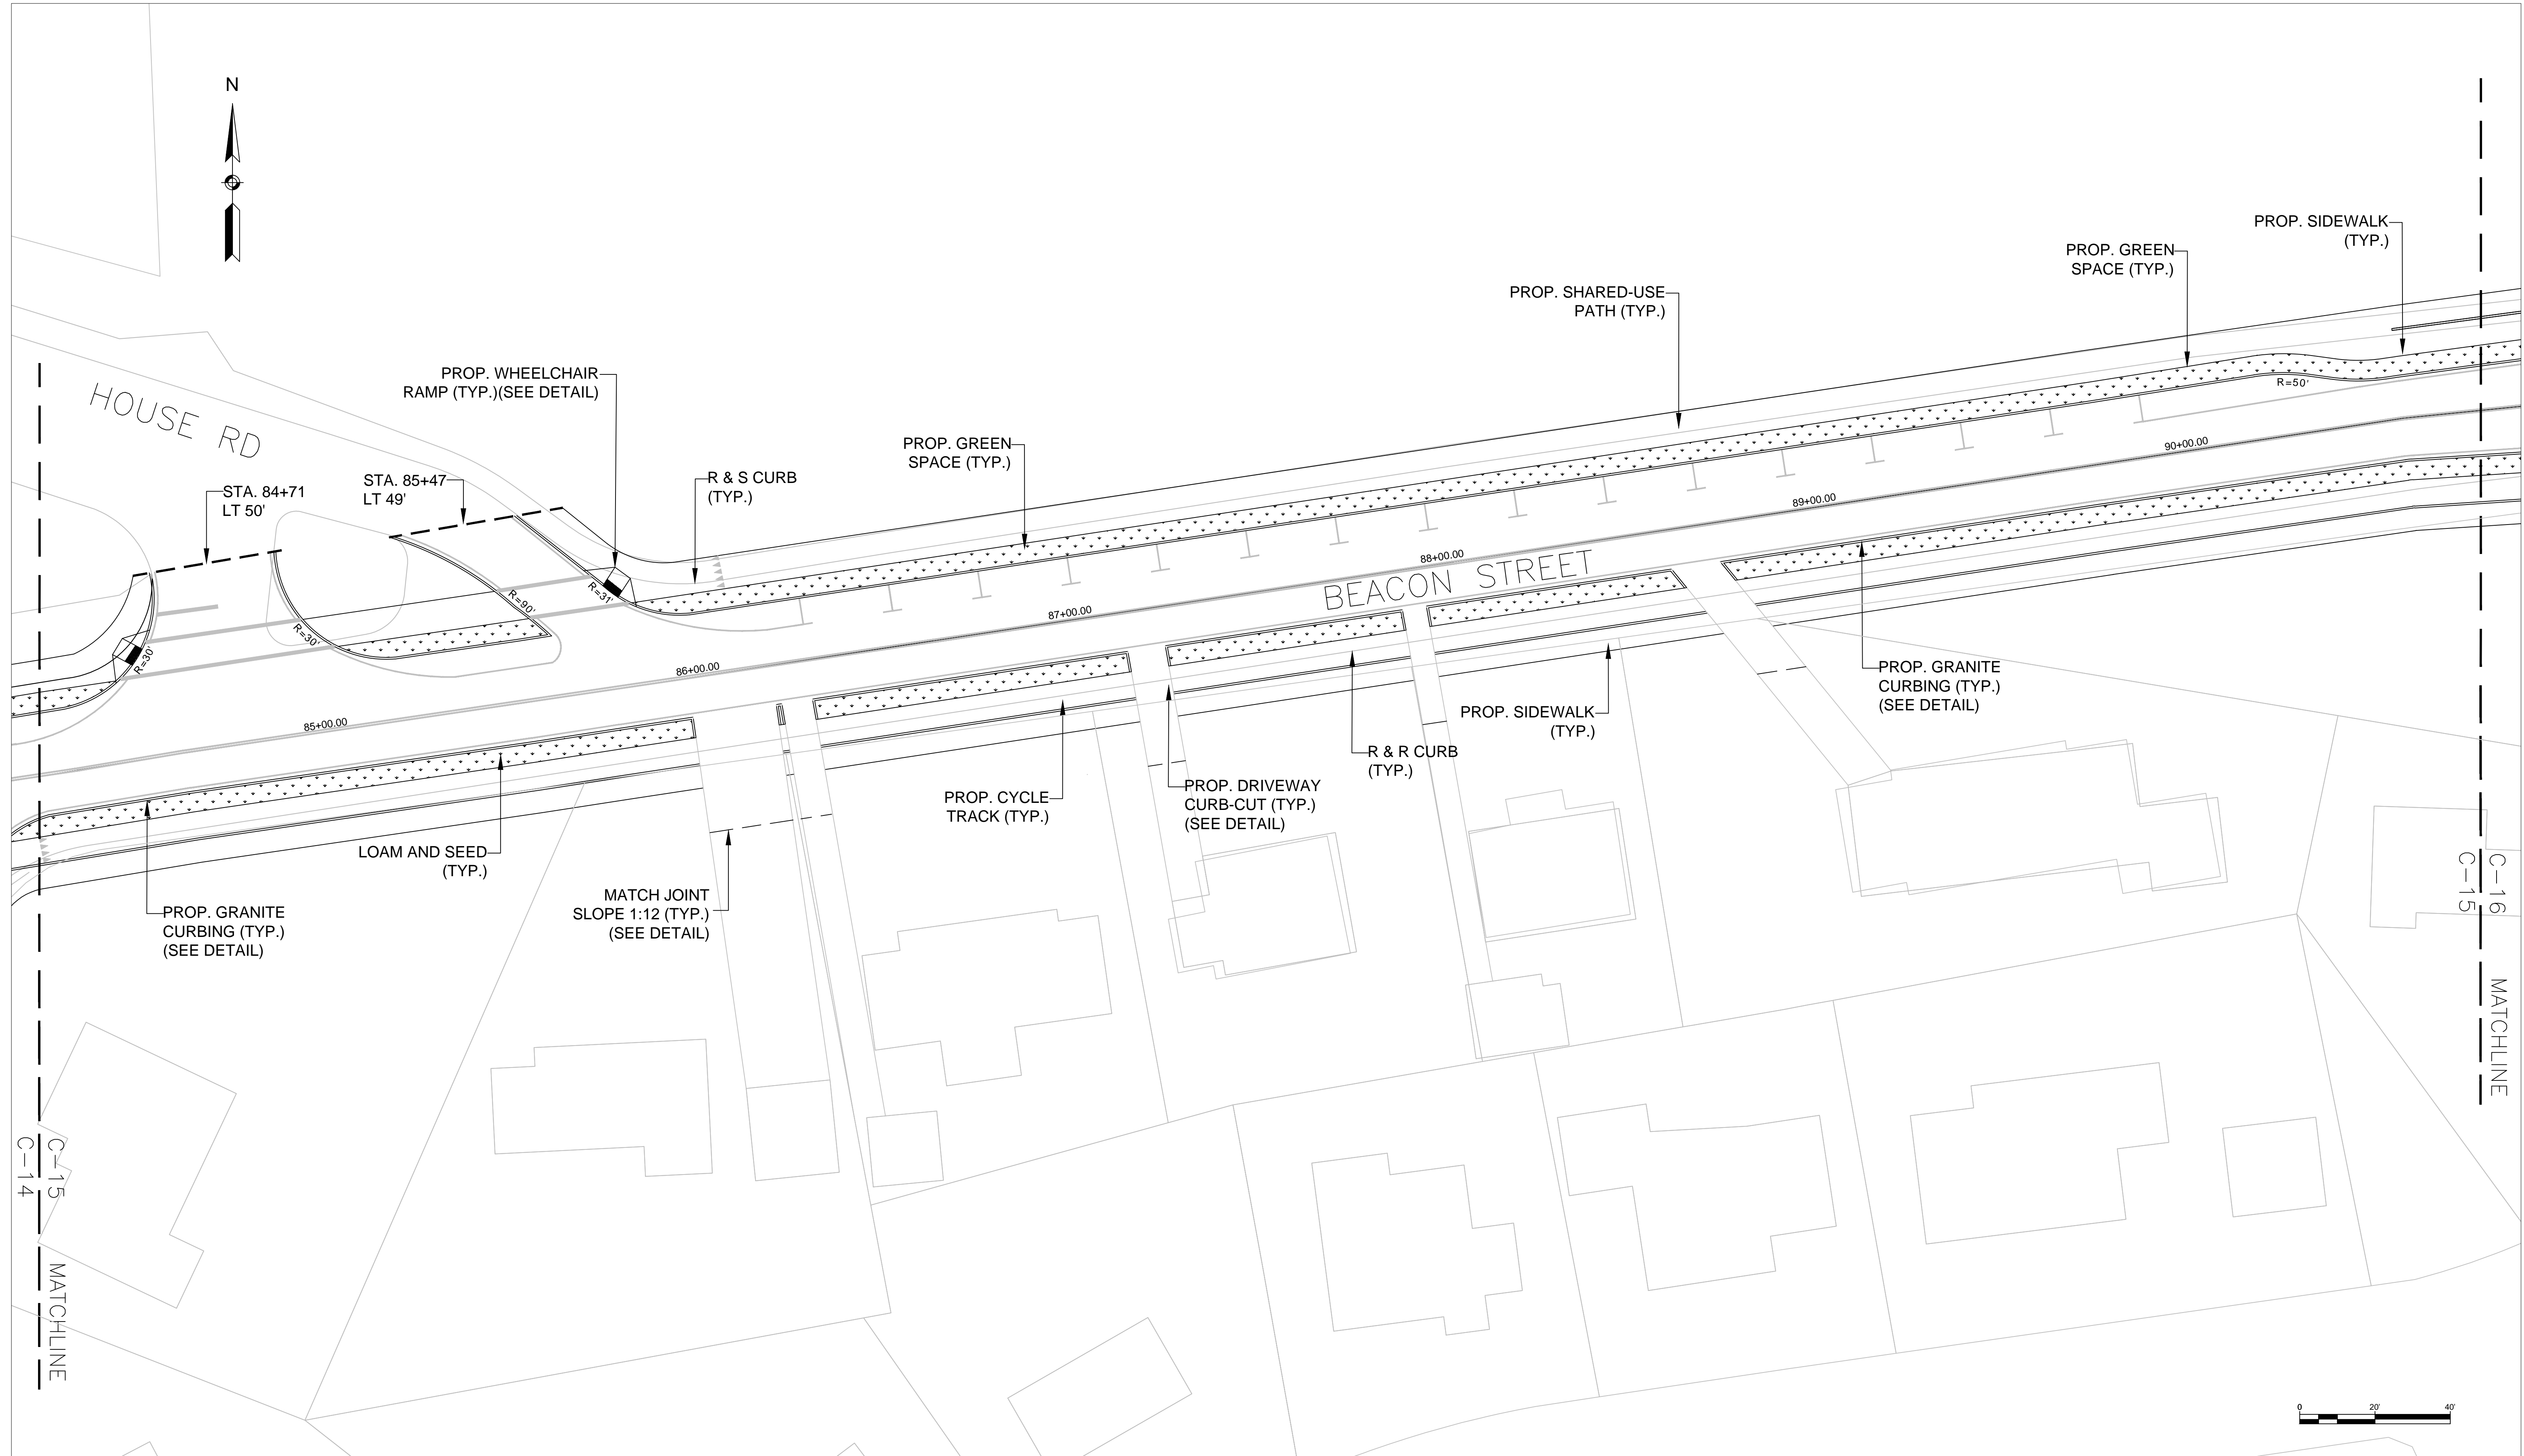 N
PROP. SIDEWALK
(TYP.)
PROP. GREEN
SPACE (TYP.)
PROP. SHARED-USE
PATH (TYP.)
PROP. WHEELCHAIR
RAMP (TYP.)(SEE DETAIL)
HOUSE RD
PROP. GREEN
SPACE (TYP.)
R & S CURB
(TYP.)
STA. 84+71
LT 50'
STA. 85+47
LT 49'
R=50'
R=31'
R=90'
R=30'
R=30'
85+00.00
86+00.00
87+00.00
88+00.00
89+00.00
90+00.00
BEACON STREET
PROP. GRANITE
CURBING (TYP.)
(SEE DETAIL)
PROP. SIDEWALK
(TYP.)
R & R CURB
(TYP.)
PROP. DRIVEWAY
CURB-CUT (TYP.)
(SEE DETAIL)
PROP. CYCLE
TRACK (TYP.)
LOAM AND SEED
(TYP.)
MATCH JOINT
SLOPE 1:12 (TYP.)
(SEE DETAIL)
PROP. GRANITE
CURBING (TYP.)
(SEE DETAIL)
C-16
C-15
MATCHLINE
C-15
C-14
MATCHLINE
0 20' 40'